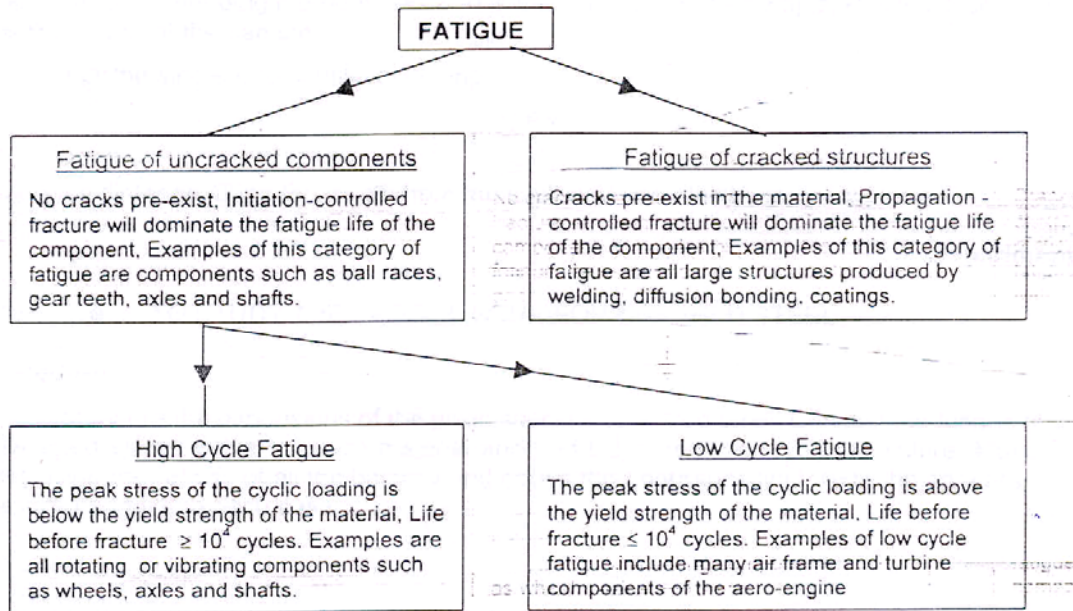 FATIGUE
Fatigue of uncracked components
No cracks pre-exist, Initiation-controlled
fracture will dominate the fatigue life of the
component, Examples of this category of
fatigue are components such as ball races,
gear teeth, axles and shafts.
Fatigue of cracked structures
Cracks pre-exist in the material, Propagation -
controlled fracture will dominate the fatigue life
of the component, Examples of this category of
fatigue are all large structures produced by
welding, diffusion bonding, coatings.
High Cycle Fatigue
The peak stress of the cyclic loading is
below the yield strength of the material, Life
before fracture ≥ 10⁴ cycles. Examples are
all rotating or vibrating components such
as wheels, axles and shafts.
Low Cycle Fatigue
The peak stress of the cyclic loading is above
the yield strength of the material, Life before
fracture ≤ 10⁴ cycles. Examples of low cycle
fatigue include many air frame and turbine
components of the aero-engine